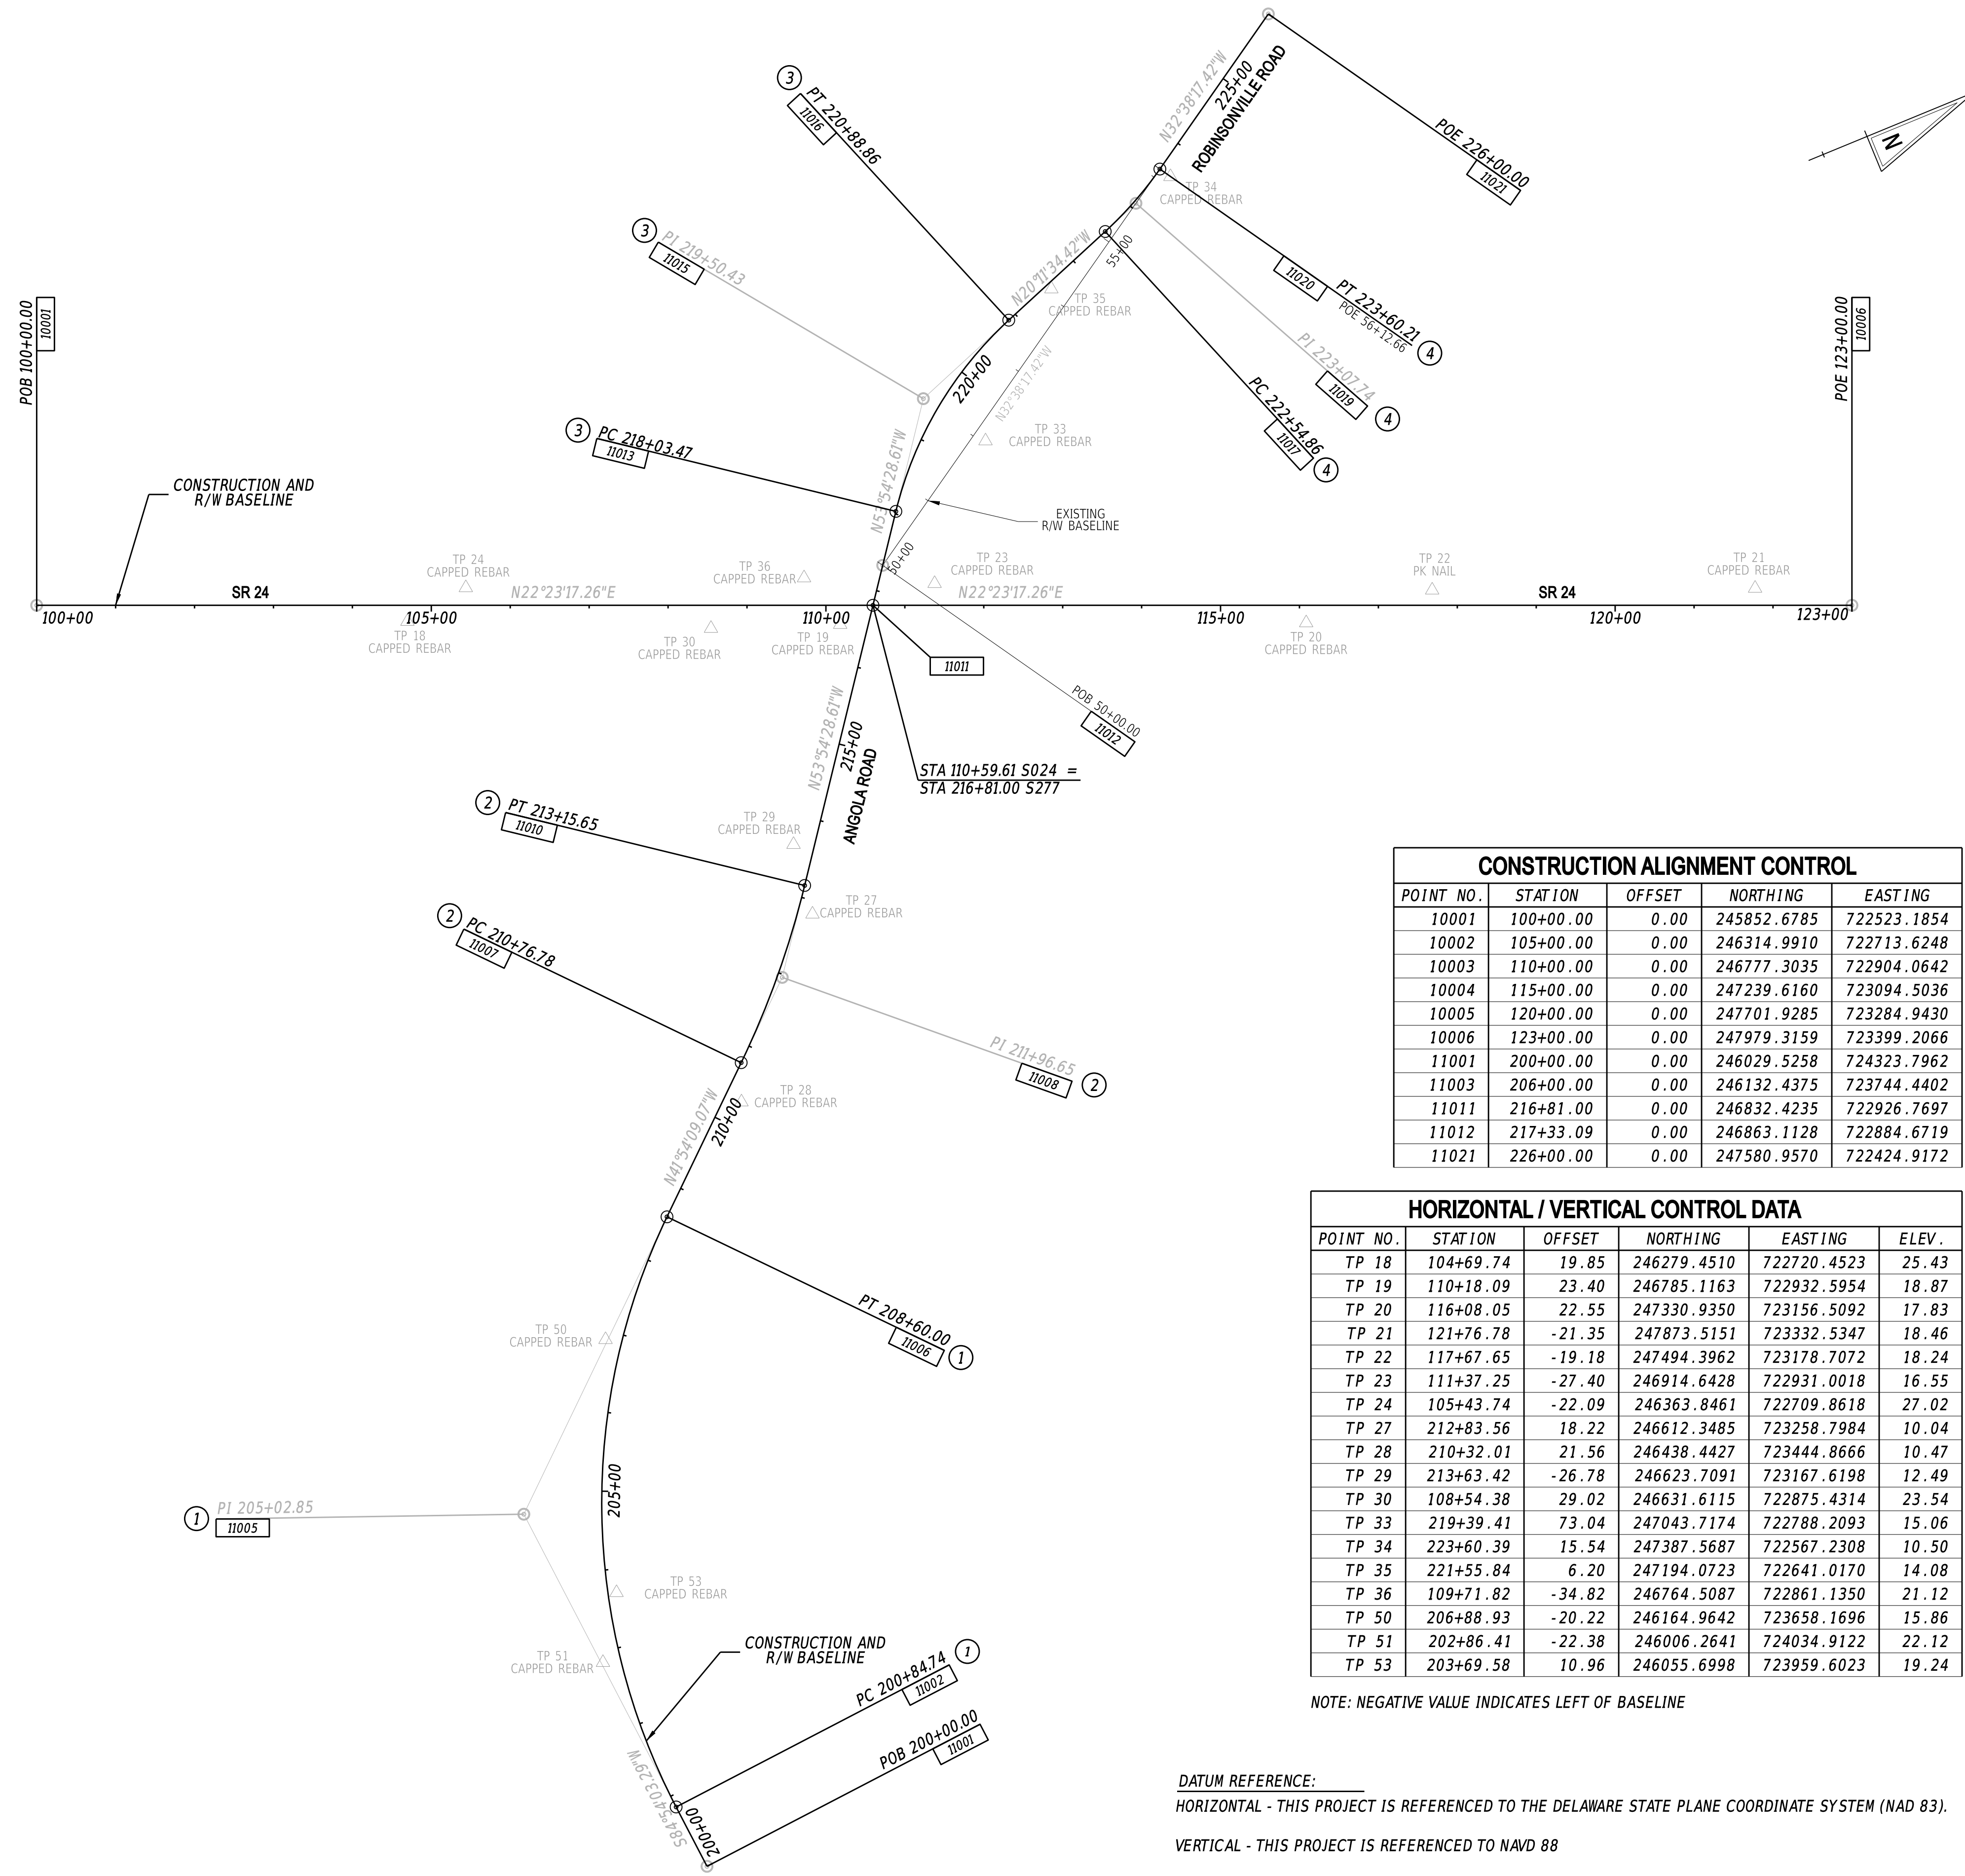 N32°38'17.42"W
225+00
ROBINSONVILLE ROAD
3
PT 220+88.86
11016
POE 226+00.00
11021
N
TP 34
CAPPED REBAR
3
PI 219+50.43
11015
N20°11'34.42"W
55+00
TP 35
CAPPED REBAR
11020
PT 223+60.21
POE 56+12.66
4
PI 223+07.74
11019
4
PC 222+54.86
11017
4
POB 100+00.00
10001
POE 123+00.00
10006
220+00
N32°38'17.42"W
TP 33
CAPPED REBAR
3
PC 218+03.47
11013
N53°54'28.61"W
CONSTRUCTION AND
R/W BASELINE
EXISTING
R/W BASELINE
50+00
TP 24
CAPPED REBAR
TP 36
CAPPED REBAR
TP 23
CAPPED REBAR
TP 22
PK NAIL
TP 21
CAPPED REBAR
SR 24
N22°23'17.26"E
N22°23'17.26"E
SR 24
100+00
105+00
110+00
115+00
120+00
123+00
TP 18
CAPPED REBAR
TP 30
CAPPED REBAR
TP 19
CAPPED REBAR
TP 20
CAPPED REBAR
11011
POB 50+00.00
11012
N53°54'28.61"W
215+00
ANGOLA ROAD
STA 110+59.61 S024 =
STA 216+81.00 S277
2
PT 213+15.65
11010
TP 29
CAPPED REBAR
TP 27
CAPPED REBAR
2
PC 210+76.78
11007
PI 211+96.65
11008
2
TP 28
CAPPED REBAR
210+00
N41°54'09.07"W
PT 208+60.00
11006
1
TP 50
CAPPED REBAR
205+00
1
PI 205+02.85
11005
TP 53
CAPPED REBAR
TP 51
CAPPED REBAR
CONSTRUCTION AND
R/W BASELINE
PC 200+84.74
11002
1
POB 200+00.00
11001
S84°54'03.29"W
200+00
CONSTRUCTION ALIGNMENT CONTROL
POINT NO. STATION OFFSET NORTHING EASTING
10001 100+00.00 0.00 245852.6785 722523.1854
10002 105+00.00 0.00 246314.9910 722713.6248
10003 110+00.00 0.00 246777.3035 722904.0642
10004 115+00.00 0.00 247239.6160 723094.5036
10005 120+00.00 0.00 247701.9285 723284.9430
10006 123+00.00 0.00 247979.3159 723399.2066
11001 200+00.00 0.00 246029.5258 724323.7962
11003 206+00.00 0.00 246132.4375 723744.4402
11011 216+81.00 0.00 246832.4235 722926.7697
11012 217+33.09 0.00 246863.1128 722884.6719
11021 226+00.00 0.00 247580.9570 722424.9172
HORIZONTAL / VERTICAL CONTROL DATA
POINT NO. STATION OFFSET NORTHING EASTING ELEV.
TP 18 104+69.74 19.85 246279.4510 722720.4523 25.43
TP 19 110+18.09 23.40 246785.1163 722932.5954 18.87
TP 20 116+08.05 22.55 247330.9350 723156.5092 17.83
TP 21 121+76.78 -21.35 247873.5151 723332.5347 18.46
TP 22 117+67.65 -19.18 247494.3962 723178.7072 18.24
TP 23 111+37.25 -27.40 246914.6428 722931.0018 16.55
TP 24 105+43.74 -22.09 246363.8461 722709.8618 27.02
TP 27 212+83.56 18.22 246612.3485 723258.7984 10.04
TP 28 210+32.01 21.56 246438.4427 723444.8666 10.47
TP 29 213+63.42 -26.78 246623.7091 723167.6198 12.49
TP 30 108+54.38 29.02 246631.6115 722875.4314 23.54
TP 33 219+39.41 73.04 247043.7174 722788.2093 15.06
TP 34 223+60.39 15.54 247387.5687 722567.2308 10.50
TP 35 221+55.84 6.20 247194.0723 722641.0170 14.08
TP 36 109+71.82 -34.82 246764.5087 722861.1350 21.12
TP 50 206+88.93 -20.22 246164.9642 723658.1696 15.86
TP 51 202+86.41 -22.38 246006.2641 724034.9122 22.12
TP 53 203+69.58 10.96 246055.6998 723959.6023 19.24
NOTE: NEGATIVE VALUE INDICATES LEFT OF BASELINE
DATUM REFERENCE:
HORIZONTAL - THIS PROJECT IS REFERENCED TO THE DELAWARE STATE PLANE COORDINATE SYSTEM (NAD 83).
VERTICAL - THIS PROJECT IS REFERENCED TO NAVD 88